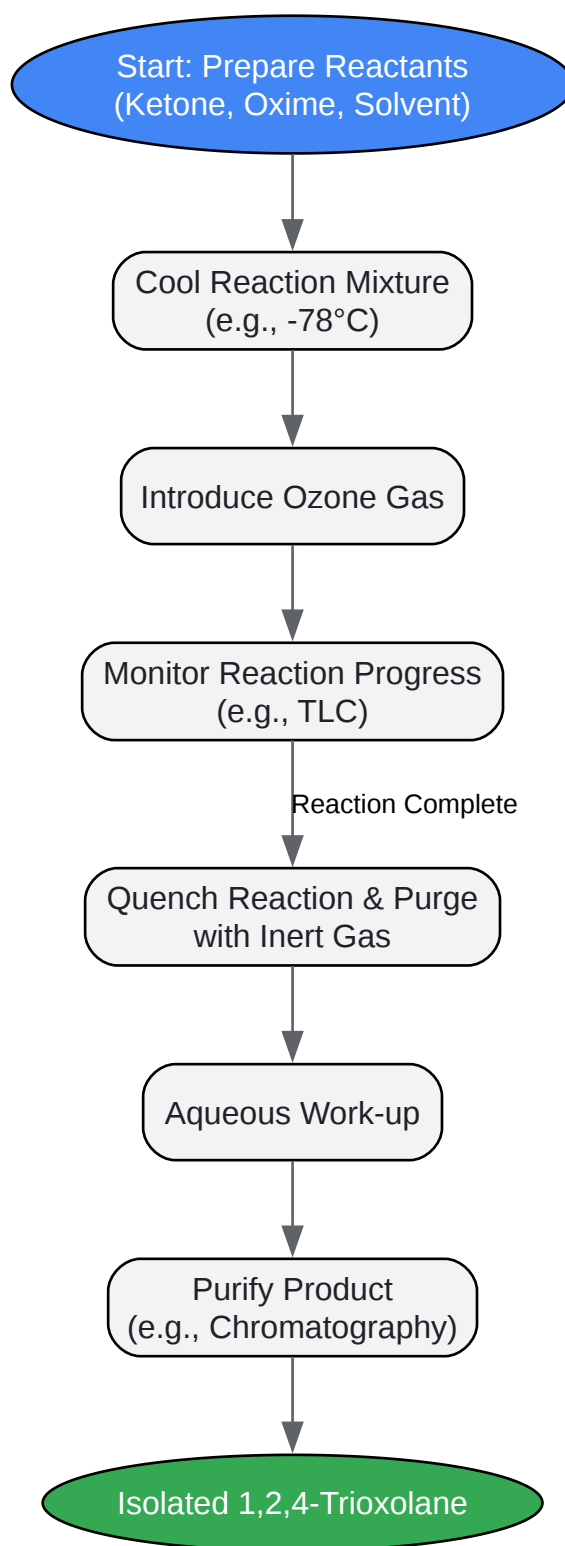 Start: Prepare Reactants
(Ketone, Oxime, Solvent)
Cool Reaction Mixture
(e.g., -78°C)
Introduce Ozone Gas
Monitor Reaction Progress
(e.g., TLC)
Reaction Complete
Quench Reaction & Purge
with Inert Gas
Aqueous Work-up
Purify Product
(e.g., Chromatography)
Isolated 1,2,4-Trioxolane